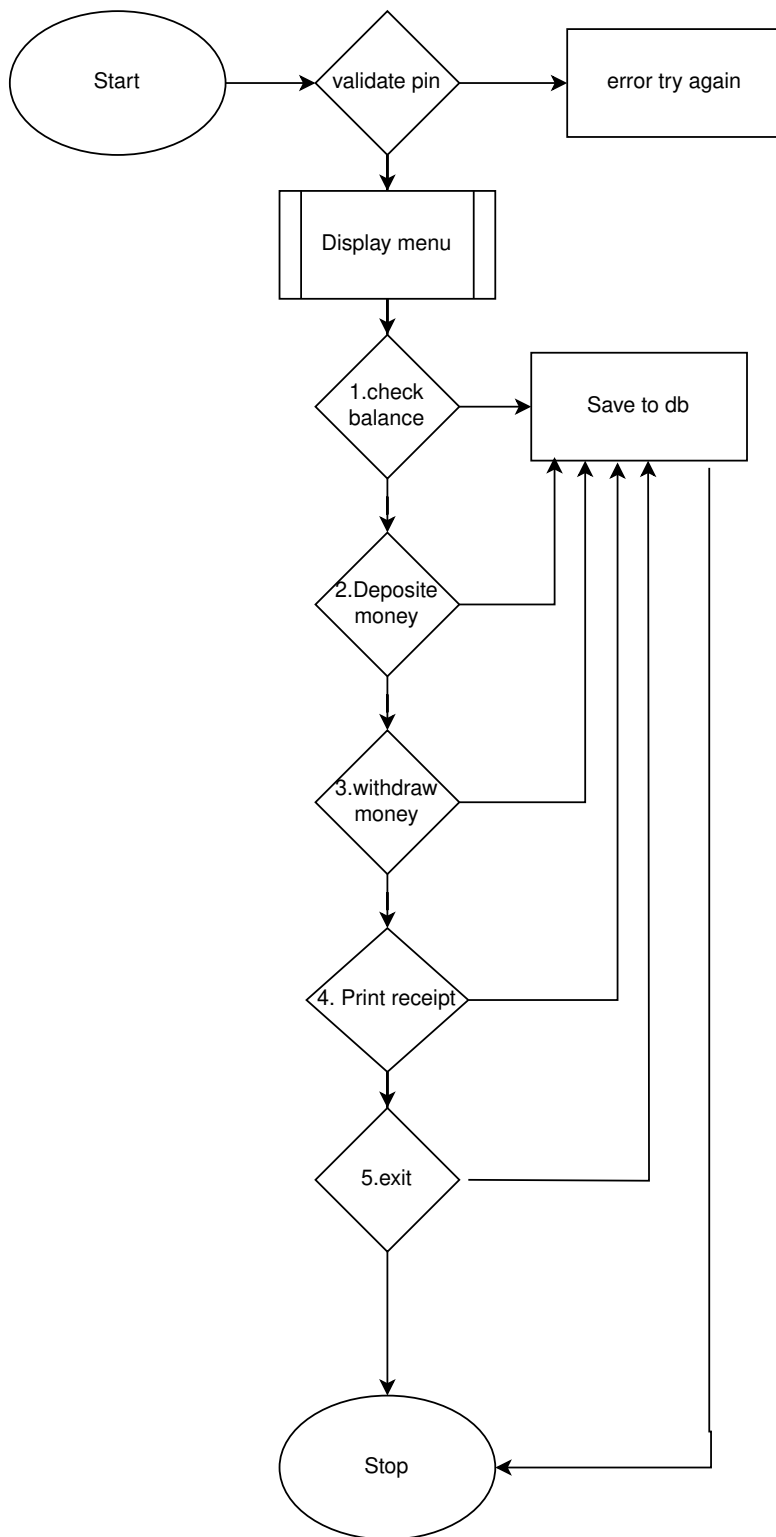 Start
validate pin
error try again
Display menu
1.check
balance
Save to db
2.Deposite
money
3.withdraw
money
4. Print receipt
5.exit
Stop